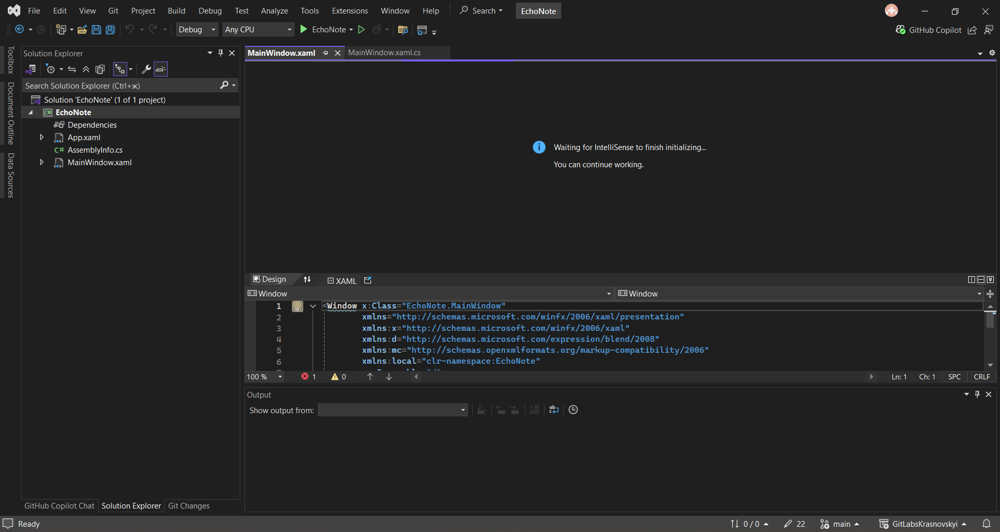 File Edit View Git Project Build Debug Test Analyze Tools Extensions Window Help Search EchoNote
Debug Any CPU EchoNote GitHub Copilot
Toolbox
Document Outline
Data Sources
Solution Explorer
Search Solution Explorer (Ctrl+ж)
Solution 'EchoNote' (1 of 1 project)
C# EchoNote
Dependencies
App.xaml
C# AssemblyInfo.cs
MainWindow.xaml
GitHub Copilot Chat Solution Explorer Git Changes
MainWindow.xaml MainWindow.xaml.cs
Waiting for IntelliSense to finish initializing...
You can continue working.
Design XAML
Window Window
1 <Window x:Class="EchoNote.MainWindow"
2 xmlns="http://schemas.microsoft.com/winfx/2006/xaml/presentation"
3 xmlns:x="http://schemas.microsoft.com/winfx/2006/xaml"
4 xmlns:d="http://schemas.microsoft.com/expression/blend/2008"
5 xmlns:mc="http://schemas.openxmlformats.org/markup-compatibility/2006"
6 xmlns:local="clr-namespace:EchoNote"
100 % 1 0 Ln: 1 Ch: 1 SPC CRLF
Output
Show output from:
Ready 0 / 0 22 main GitLabsKrasnovskyi